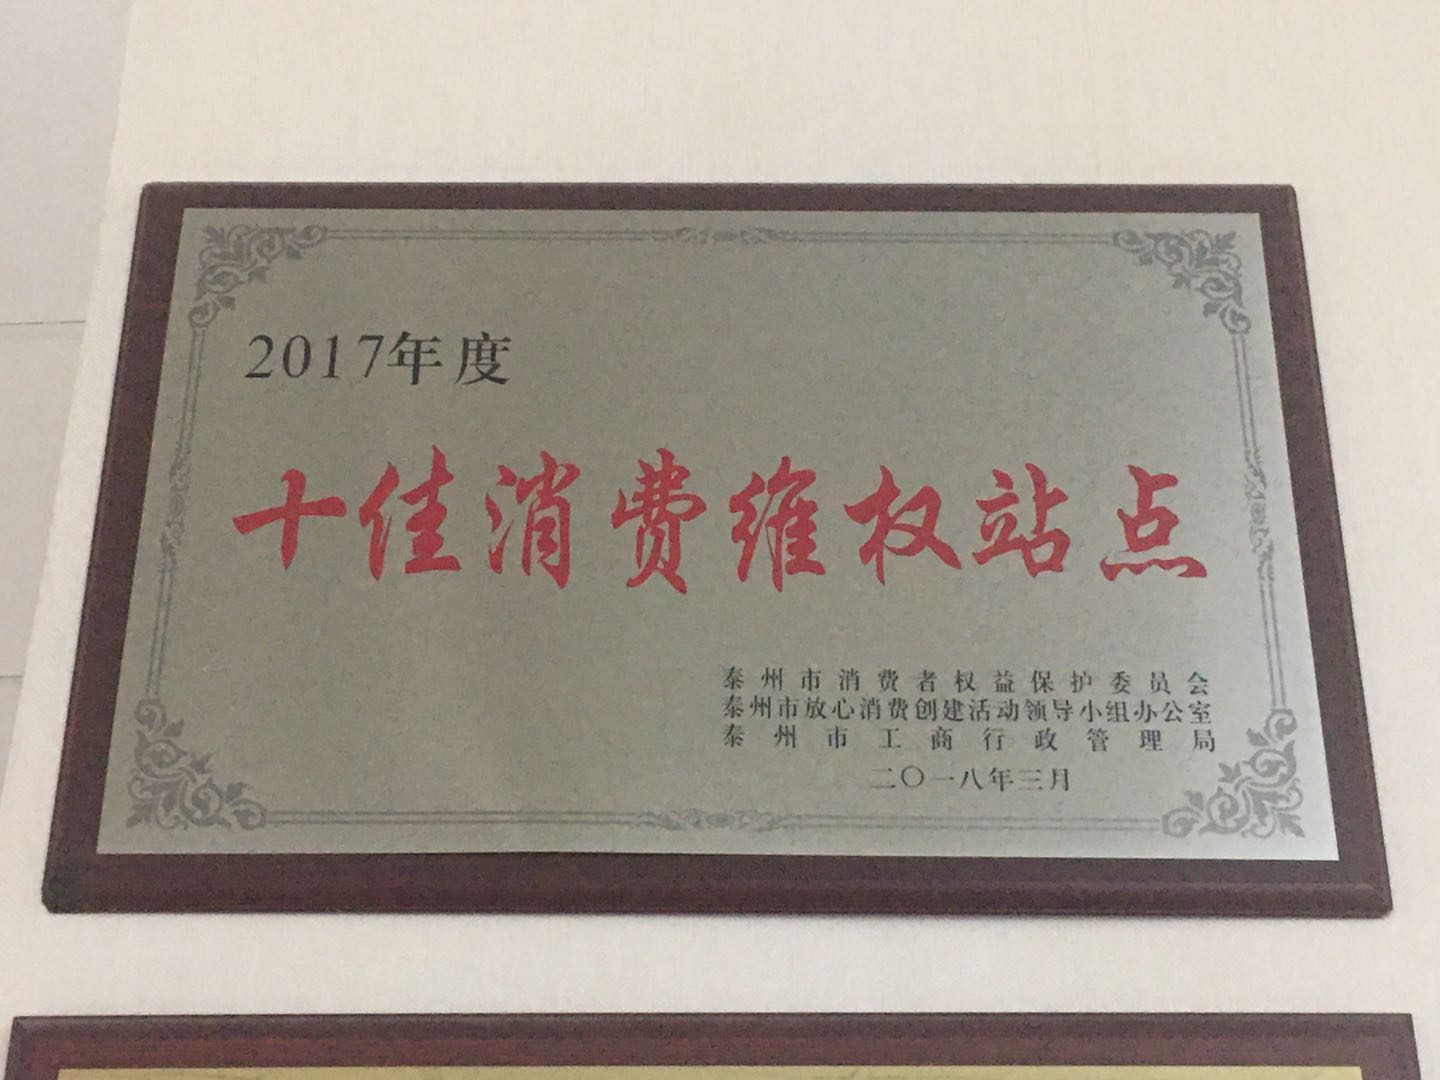 2017年度
十佳消费维权站点
泰州市消费者权益保护委员会
泰州市放心消费创建活动领导小组办公室
泰州市工商行政管理局
二〇一八年三月